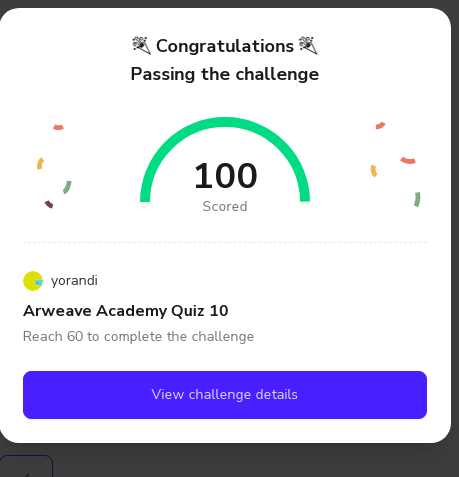 Congratulations
Passing the challenge
100
Scored
yorandi
Arweave Academy Quiz 10
Reach 60 to complete the challenge
View challenge details